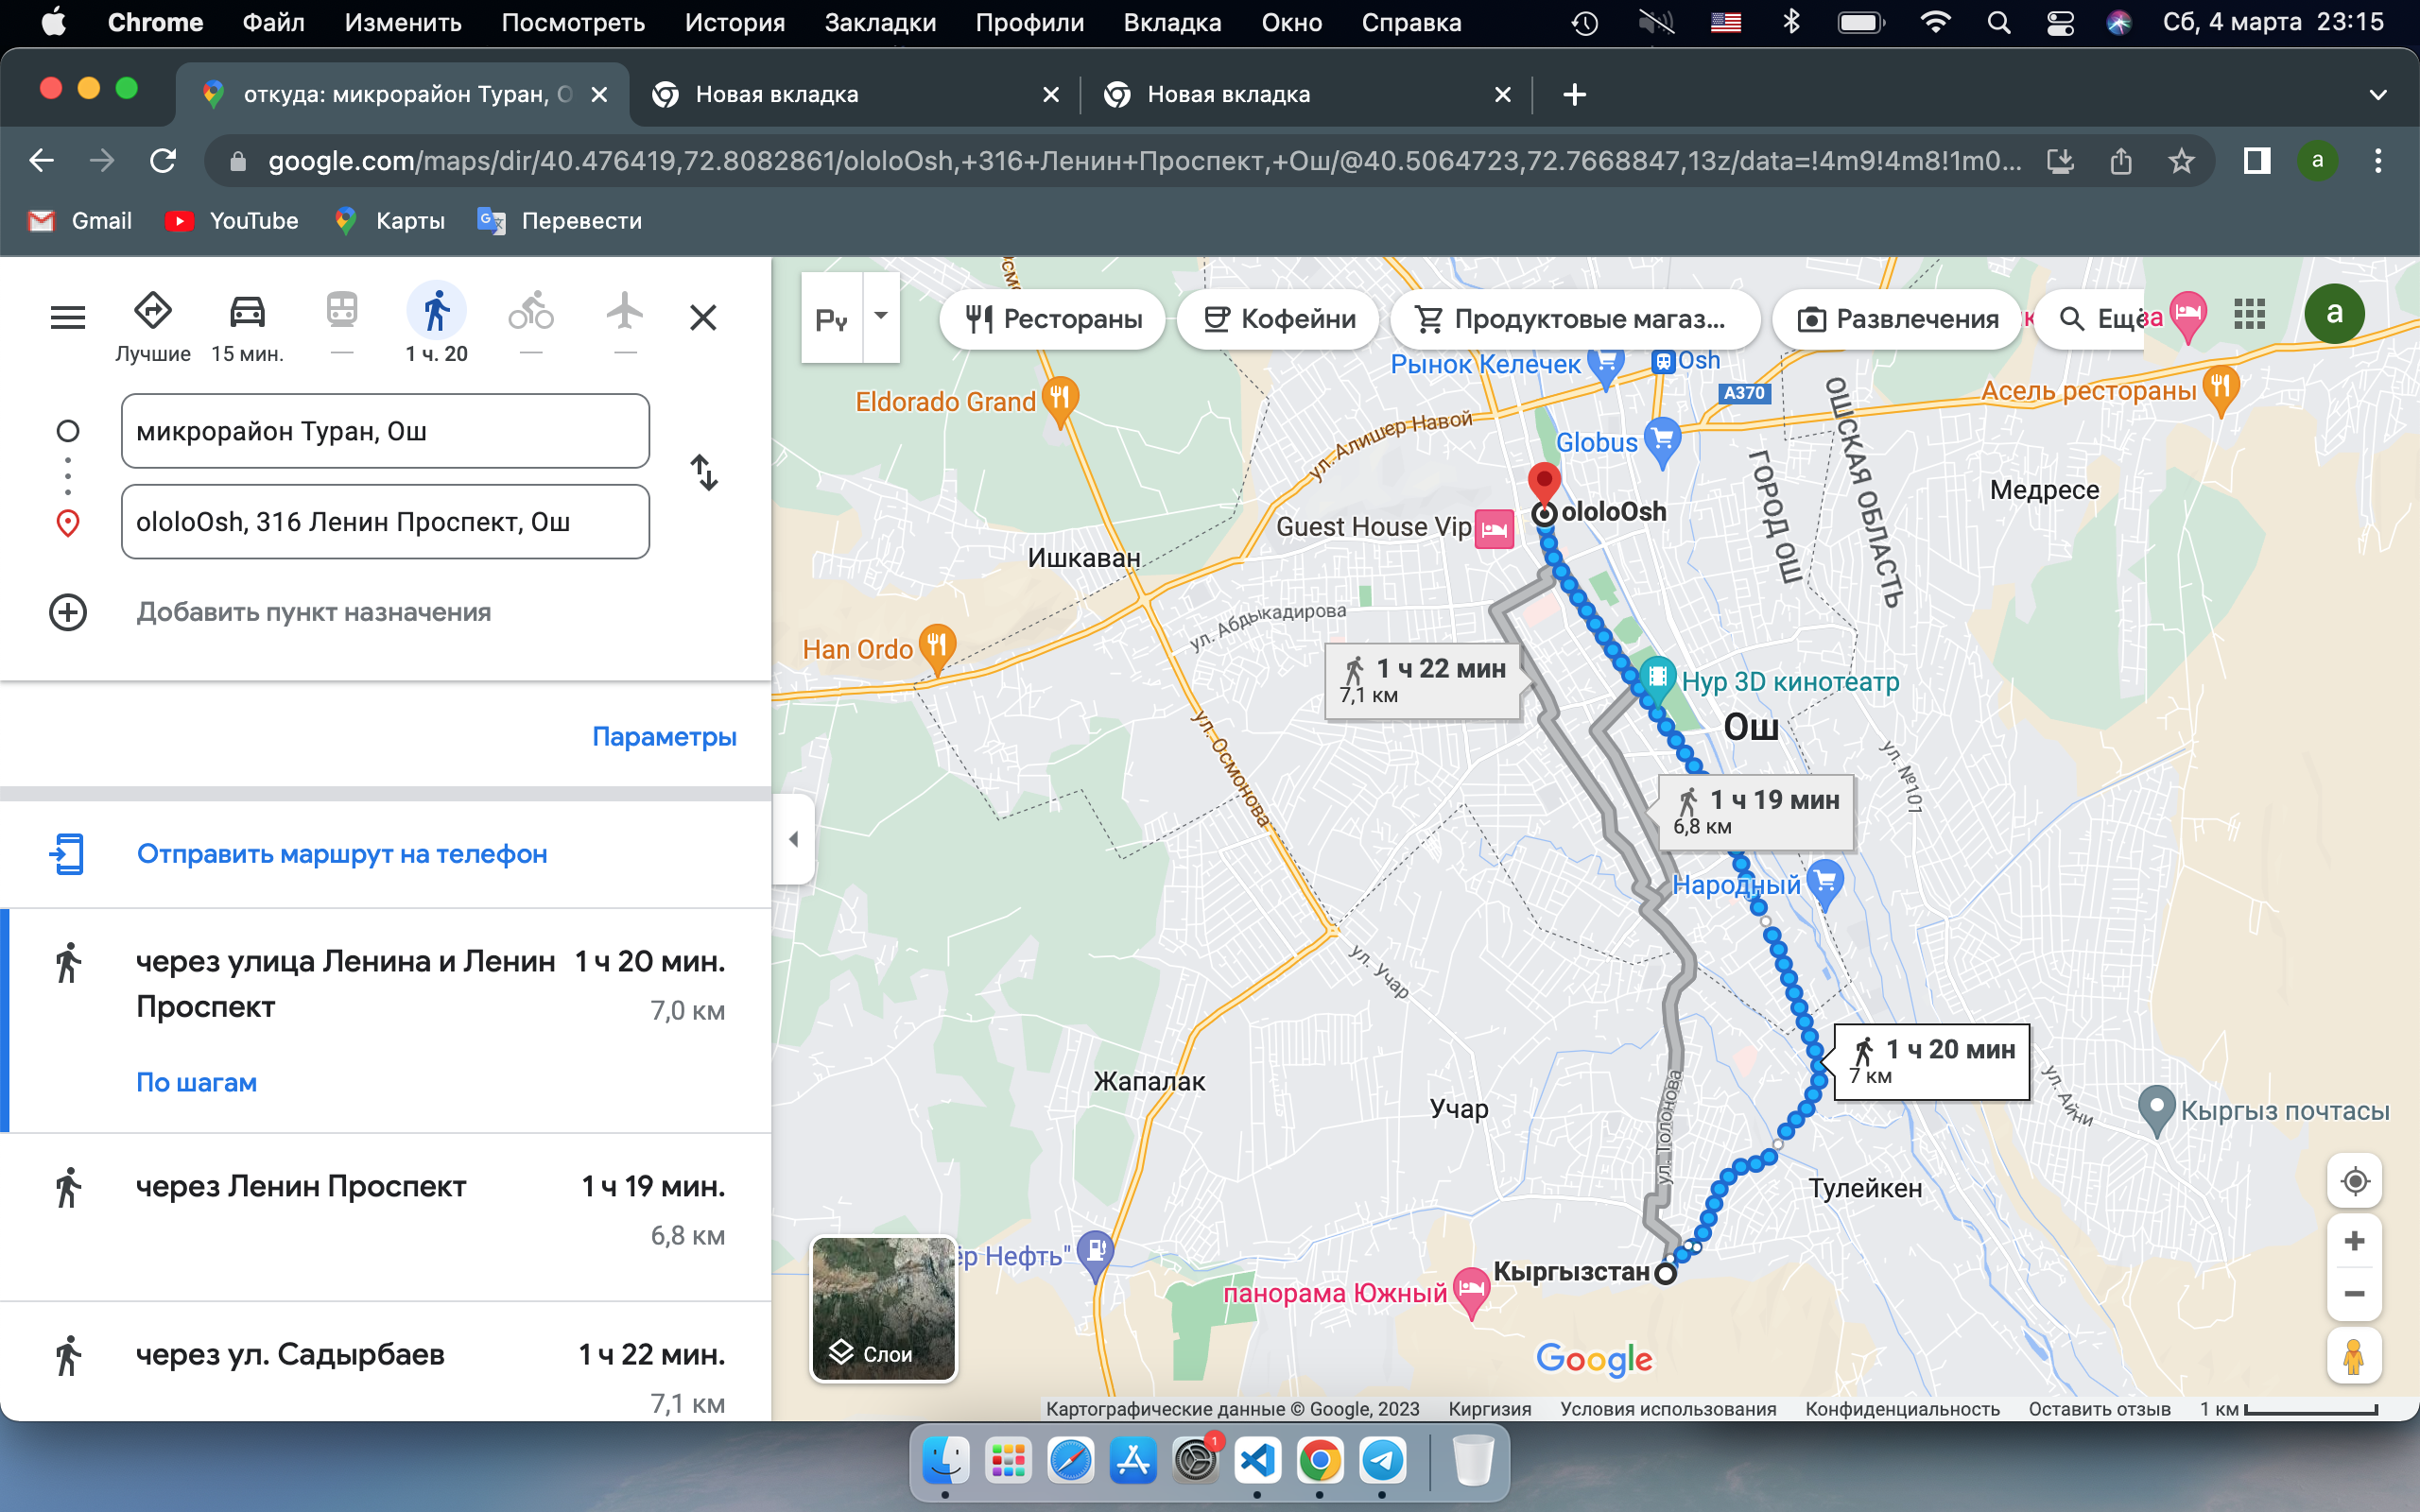 Chrome Файл Изменить Посмотреть История Закладки Профили Вкладка Окно Справка Сб, 4 марта 23:15
откуда: микрорайон Туран, О
Новая вкладка
Новая вкладка
google.com/maps/dir/40.476419,72.8082861/ololoOsh,+316+Ленин+Проспект,+Ош/@40.5064723,72.7668847,13z/data=!4m9!4m8!1m0...
a
Gmail YouTube Карты Перевести
Лучшие 15 мин. — 1 ч. 20 — —
микрорайон Туран, Ош
ololoOsh, 316 Ленин Проспект, Ош
Добавить пункт назначения
Параметры
Отправить маршрут на телефон
через улица Ленина и Ленин Проспект
1 ч 20 мин.
7,0 км
По шагам
через Ленин Проспект
1 ч 19 мин.
6,8 км
через ул. Садырбаев
1 ч 22 мин.
7,1 км
Рестораны
Кофейни
Продуктовые магаз...
Развлечения
Ещё
a
Рынок Келечек
Osh
A370
Асель рестораны
Eldorado Grand
ул. Алишер Навой
Globus
ГОРОД ОШ
ОШСКАЯ ОБЛАСТЬ
Медресе
ololoOsh
Guest House Vip
Ишкаван
ул. Абдыкадирова
Han Ordo
1 ч 22 мин
7,1 км
Нур 3D кинотеатр
Ош
ул. Осмонова
ул. №101
1 ч 19 мин
6,8 км
Народный
ул. Учар
1 ч 20 мин
7 км
Жапалак
Учар
ул. Толонова
ул. Айни
Кыргыз почтасы
Тулейкен
ёр Нефть"
Кыргызстан
панорама Южный
Слои
Google
Картографические данные © Google, 2023 Киргизия Условия использования Конфиденциальность Оставить отзыв 1 км
1